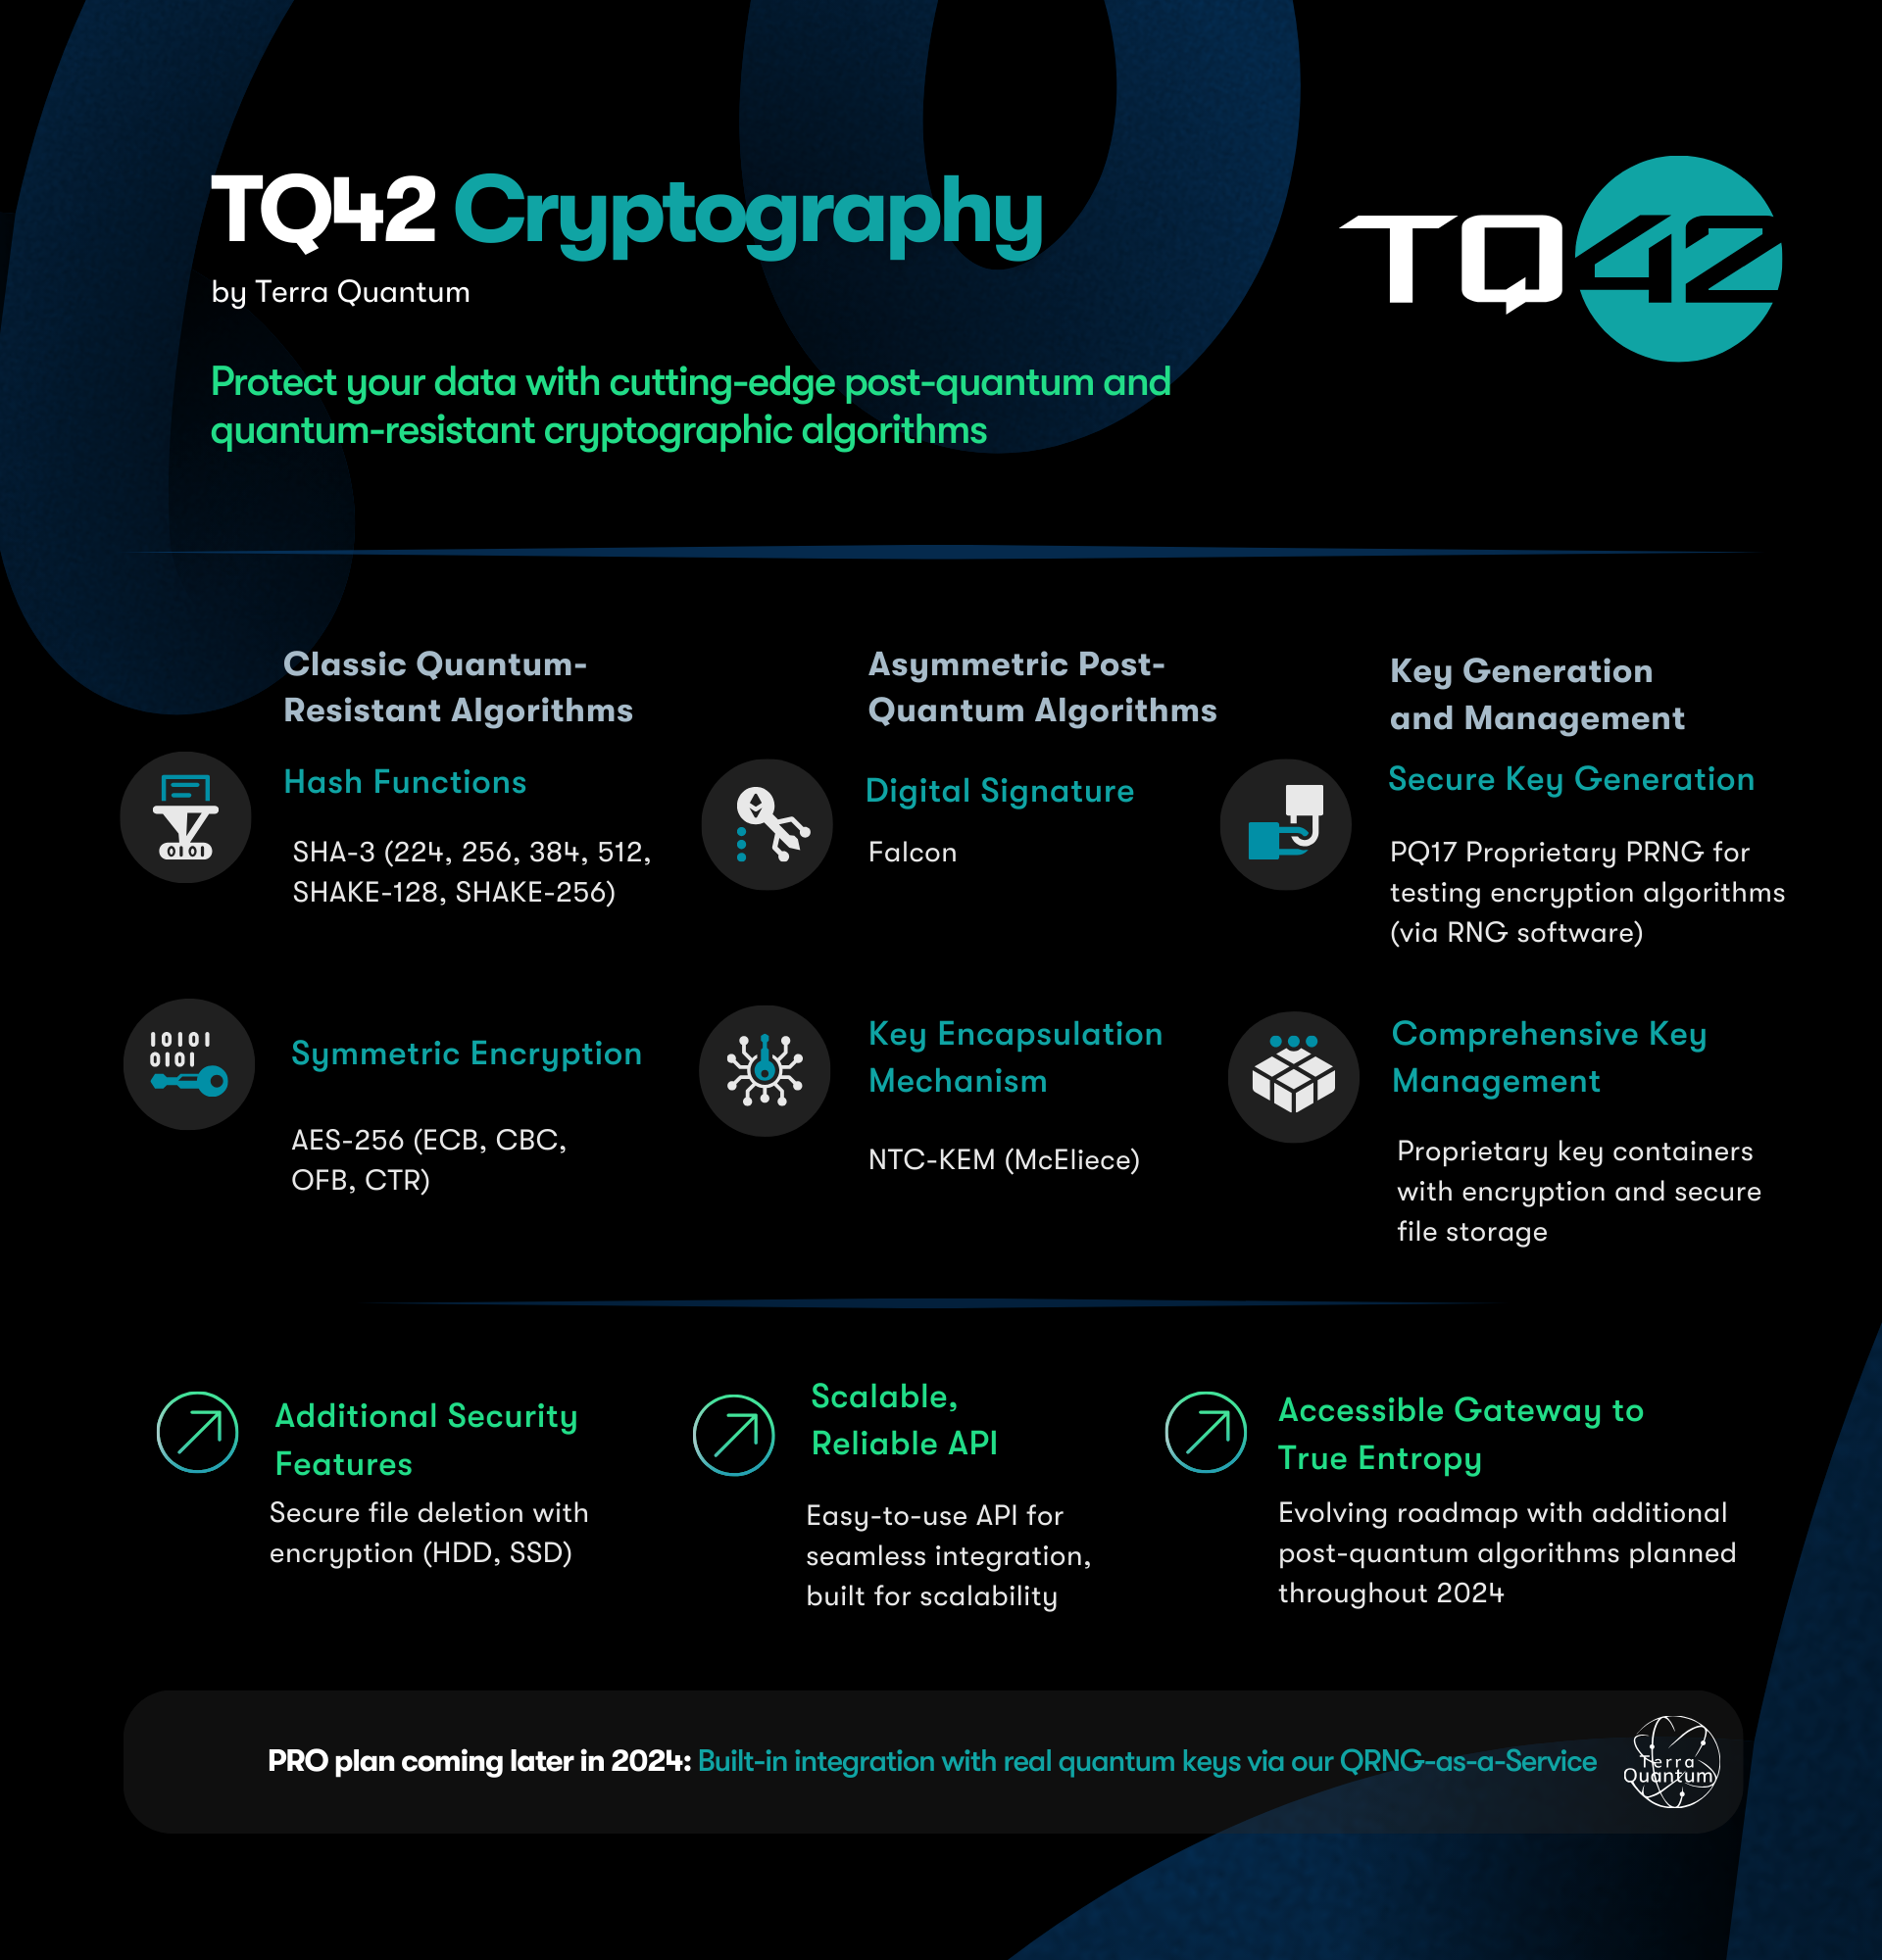 TQ42 Cryptography
by Terra Quantum
TQ42
Protect your data with cutting-edge post-quantum and
quantum-resistant cryptographic algorithms
Classic Quantum-
Resistant Algorithms
Hash Functions
0101
SHA-3 (224, 256, 384, 512,
SHAKE-128, SHAKE-256)
10101
0101
Symmetric Encryption
AES-256 (ECB, CBC,
OFB, CTR)
Asymmetric Post-
Quantum Algorithms
Digital Signature
Falcon
Key Encapsulation
Mechanism
NTC-KEM (McEliece)
Key Generation
and Management
Secure Key Generation
PQ17 Proprietary PRNG for
testing encryption algorithms
(via RNG software)
Comprehensive Key
Management
Proprietary key containers
with encryption and secure
file storage
Additional Security
Features
Secure file deletion with
encryption (HDD, SSD)
Scalable,
Reliable API
Easy-to-use API for
seamless integration,
built for scalability
Accessible Gateway to
True Entropy
Evolving roadmap with additional
post-quantum algorithms planned
throughout 2024
PRO plan coming later in 2024: Built-in integration with real quantum keys via our QRNG-as-a-Service
Terra
Quantum